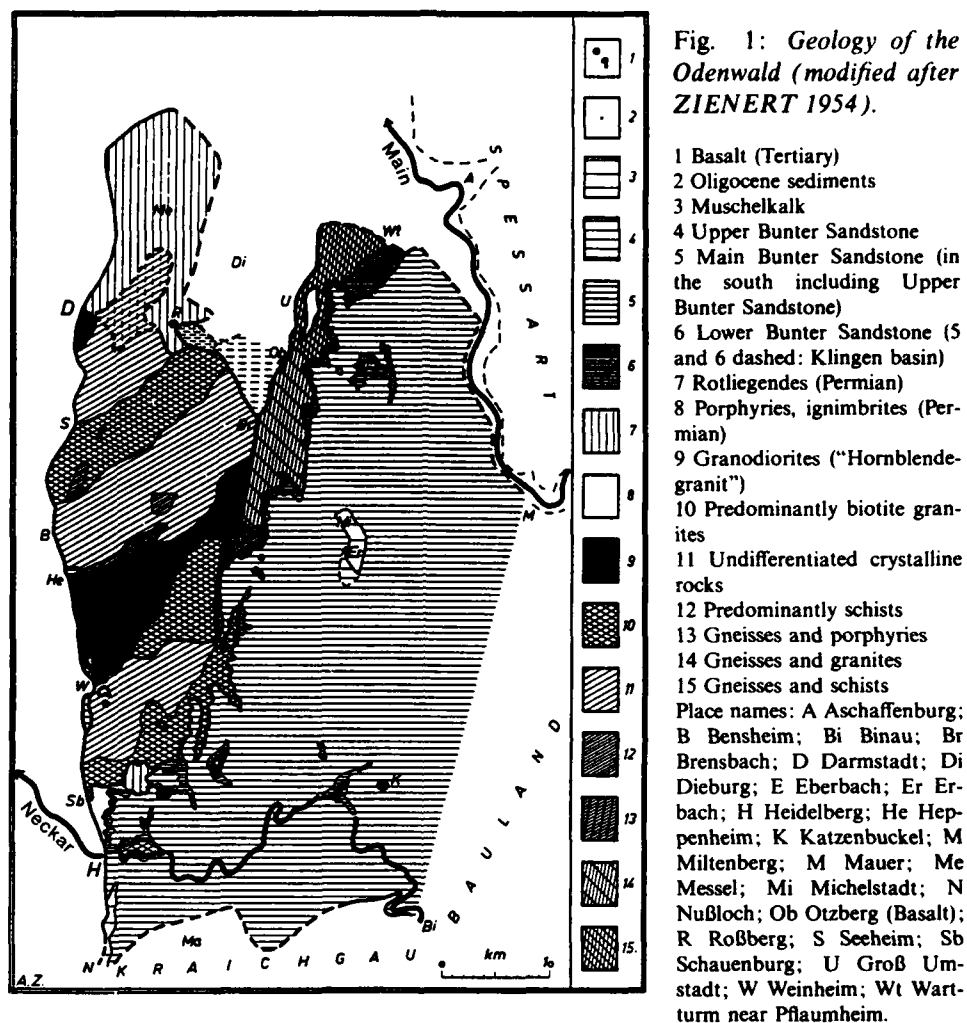 Fig. 1: Geology of the
Odenwald (modified after
ZIENERT 1954).
1 Basalt (Tertiary)
2 Oligocene sediments
3 Muschelkalk
4 Upper Bunter Sandstone
5 Main Bunter Sandstone (in
the south including Upper
Bunter Sandstone)
6 Lower Bunter Sandstone (5
and 6 dashed: Klingen basin)
7 Rotliegendes (Permian)
8 Porphyries, ignimbrites (Per-
mian)
9 Granodiorites ("Hornblende-
granit")
10 Predominantly biotite gran-
ites
11 Undifferentiated crystalline
rocks
12 Predominantly schists
13 Gneisses and porphyries
14 Gneisses and granites
15 Gneisses and schists
Place names: A Aschaffenburg;
B Bensheim; Bi Binau; Br
Brensbach; D Darmstadt; Di
Dieburg; E Eberbach; Er Er-
bach; H Heidelberg; He Hep-
penheim; K Katzenbuckel; M
Miltenberg; M Mauer; Me
Messel; Mi Michelstadt; N
Nußloch; Ob Otzberg (Basalt);
R Roßberg; S Seeheim; Sb
Schauenburg; U Groß Um-
stadt; W Weinheim; Wt Wart-
turm near Pflaumheim.
Main
A
SPESSART
Me
Wt
Di
D
U
R
Ob
S
Br
M
B
Mi
Er
He
W
K
Sb
Neckar
H
E
BAULAND
Bi
Ma
N
KRAICHGAU
km
0
10
A.Z.
1
2
3
4
5
6
7
8
9
10
11
12
13
14
15.